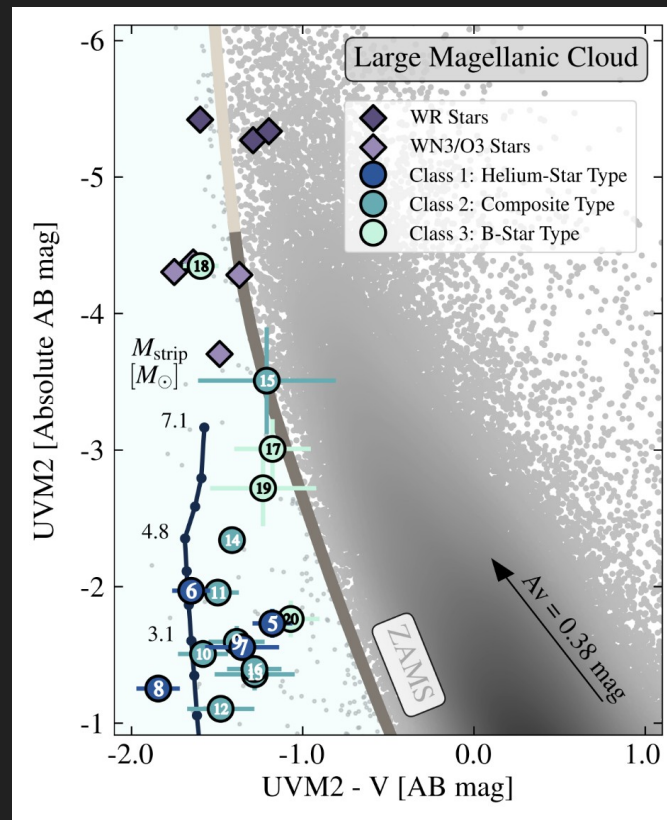 Large Magellanic Cloud
WR Stars
WN3/O3 Stars
Class 1: Helium-Star Type
Class 2: Composite Type
Class 3: B-Star Type
UVM2 [Absolute AB mag]
-6
-5
-4
-3
-2
-1
18
M_strip
[M_⊙]
15
7.1
17
19
4.8
14
6
11
5
20
3.1
9
7
10
16
13
8
12
ZAMS
Av = 0.38 mag
-2.0
-1.0
0.0
1.0
UVM2 - V [AB mag]